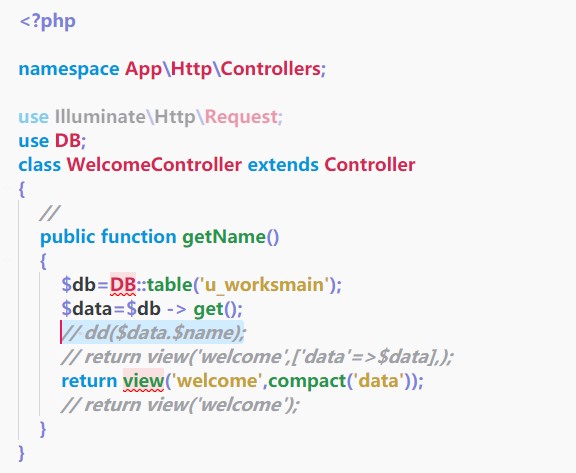 <?php
namespace App\Http\Controllers;
use Illuminate\Http\Request;
use DB;
class WelcomeController extends Controller
{
//
public function getName()
{
$db=DB::table('u_worksmain');
$data=$db -> get();
// dd($data.$name);
// return view('welcome',['data'=>$data],);
return view('welcome',compact('data'));
// return view('welcome');
}
}